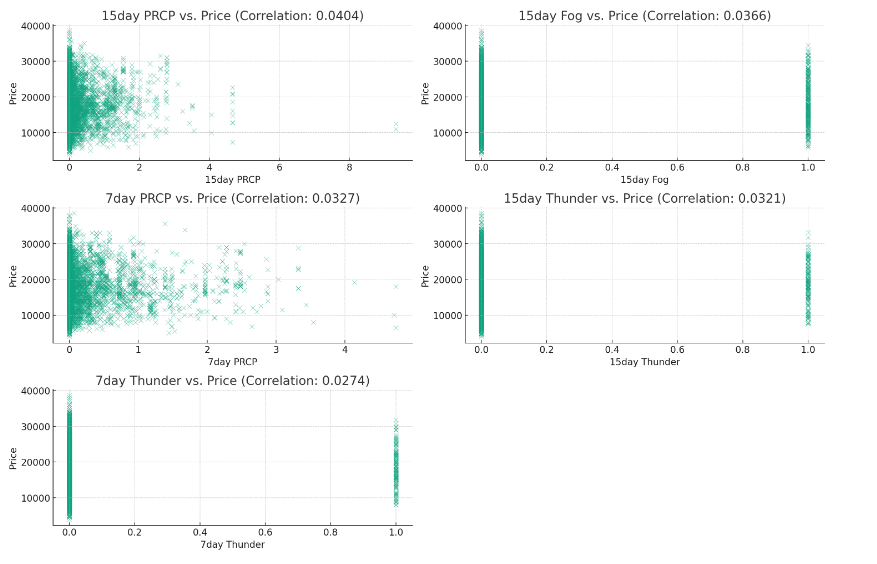 15day PRCP vs. Price (Correlation: 0.0404)
40000
30000
20000
10000
Price
0 2 4 6 8
15day PRCP
15day Fog vs. Price (Correlation: 0.0366)
40000
30000
20000
10000
Price
0.0 0.2 0.4 0.6 0.8 1.0
15day Fog
7day PRCP vs. Price (Correlation: 0.0327)
40000
30000
20000
10000
Price
0 1 2 3 4
7day PRCP
15day Thunder vs. Price (Correlation: 0.0321)
40000
30000
20000
10000
Price
0.0 0.2 0.4 0.6 0.8 1.0
15day Thunder
7day Thunder vs. Price (Correlation: 0.0274)
40000
30000
20000
10000
Price
0.0 0.2 0.4 0.6 0.8 1.0
7day Thunder